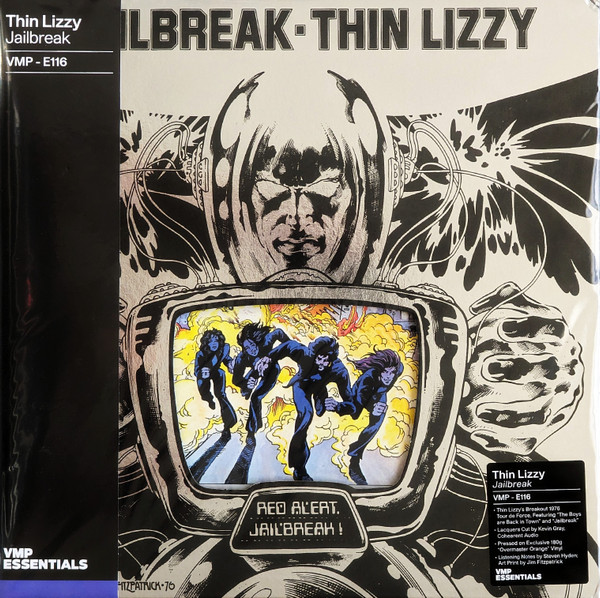 Thin Lizzy
Jailbreak
VMP - E116
ILBREAK · THIN LIZZY
RED ALERT,
JAILBREAK!
FITZPATRICK · 76
Thin Lizzy
Jailbreak
VMP - E116
• Thin Lizzy's Breakout 1976
Tour de Force, Featuring "The Boys
are Back in Town" and "Jailbreak"
• Lacquers Cut by Kevin Gray,
Cohearent Audio
• Pressed on Exclusive 180g
"Overmaster Orange" Vinyl
• Listening Notes by Steven Hyden;
Art Print by Jim Fitzpatrick
VMP
ESSENTIALS
VMP
ESSENTIALS